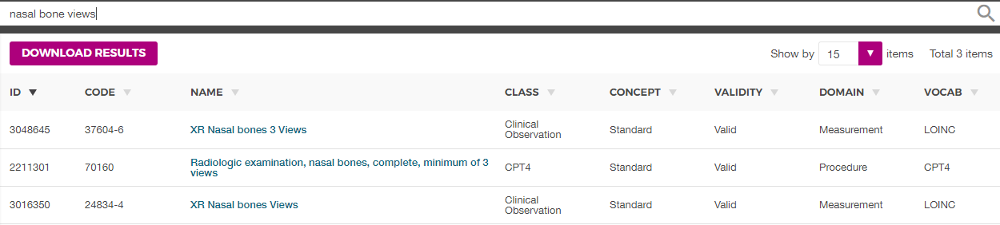 nasal bone views
DOWNLOAD RESULTS Show by 15 items Total 3 items
ID CODE NAME CLASS CONCEPT VALIDITY DOMAIN VOCAB
3048645 37604-6 XR Nasal bones 3 Views Clinical Observation Standard Valid Measurement LOINC
2211301 70160 Radiologic examination, nasal bones, complete, minimum of 3 views CPT4 Standard Valid Procedure CPT4
3016350 24834-4 XR Nasal bones Views Clinical Observation Standard Valid Measurement LOINC